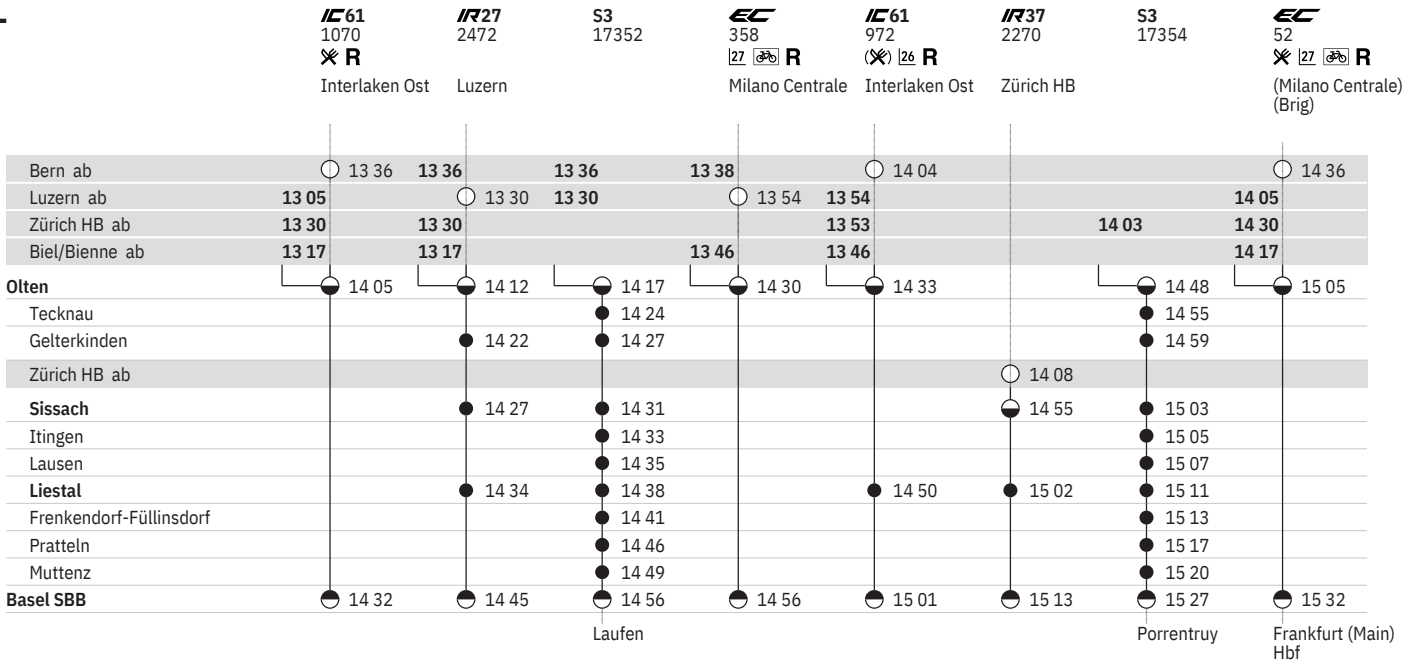 IC61 IR27 S3 EC IC61 IR37 S3 EC
1070 2472 17352 358 972 2270 17354 52
R 27 R 26 R 27 R
Interlaken Ost Luzern Milano Centrale Interlaken Ost Zürich HB (Milano Centrale)
(Brig)
Bern ab 13 36 13 36 13 36 13 38 14 04 14 36
Luzern ab 13 05 13 30 13 30 13 54 13 54 14 05
Zürich HB ab 13 30 13 30 13 53 14 03 14 30
Biel/Bienne ab 13 17 13 17 13 46 13 46 14 17
Olten 14 05 14 12 14 17 14 30 14 33 14 48 15 05
Tecknau 14 24 14 55
Gelterkinden 14 22 14 27 14 59
Zürich HB ab 14 08
Sissach 14 27 14 31 14 55 15 03
Itingen 14 33 15 05
Lausen 14 35 15 07
Liestal 14 34 14 38 14 50 15 02 15 11
Frenkendorf-Füllinsdorf 14 41 15 13
Pratteln 14 46 15 17
Muttenz 14 49 15 20
Basel SBB 14 32 14 45 14 56 14 56 15 01 15 13 15 27 15 32
Laufen Porrentruy Frankfurt (Main)
Hbf